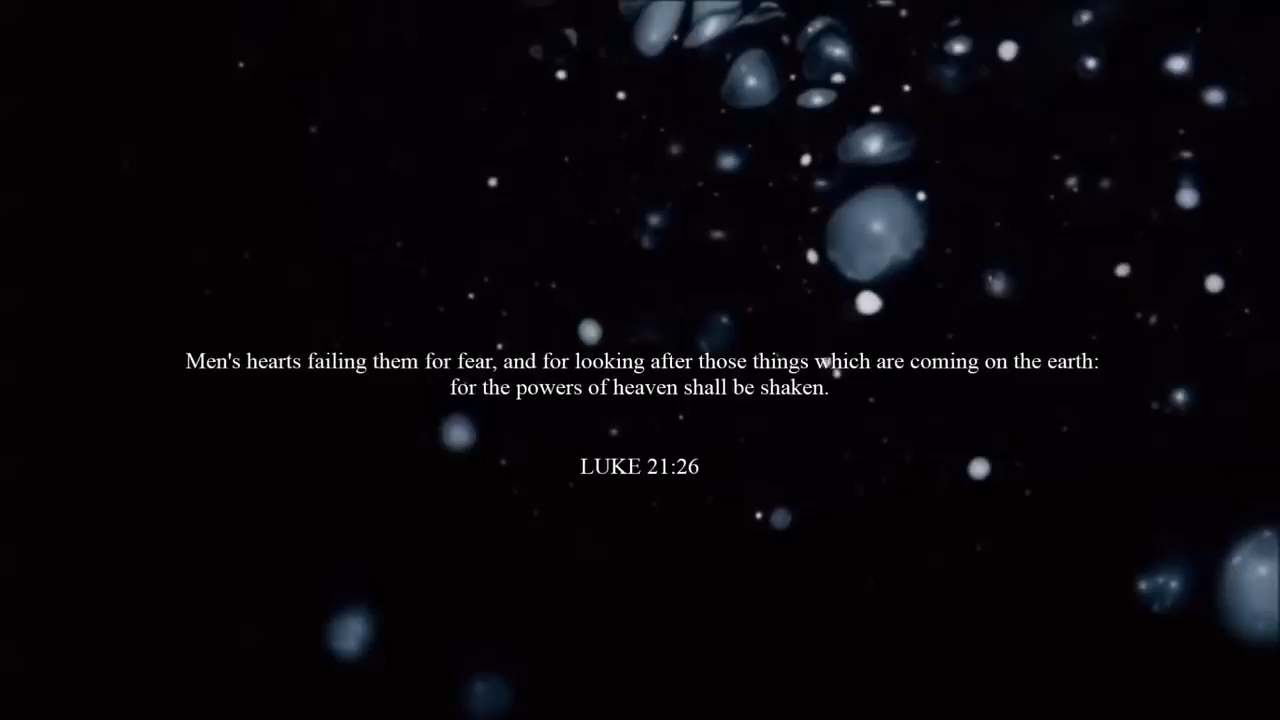 Men's hearts failing them for fear, and for looking after those things which are coming on the earth:
for the powers of heaven shall be shaken.
LUKE 21:26